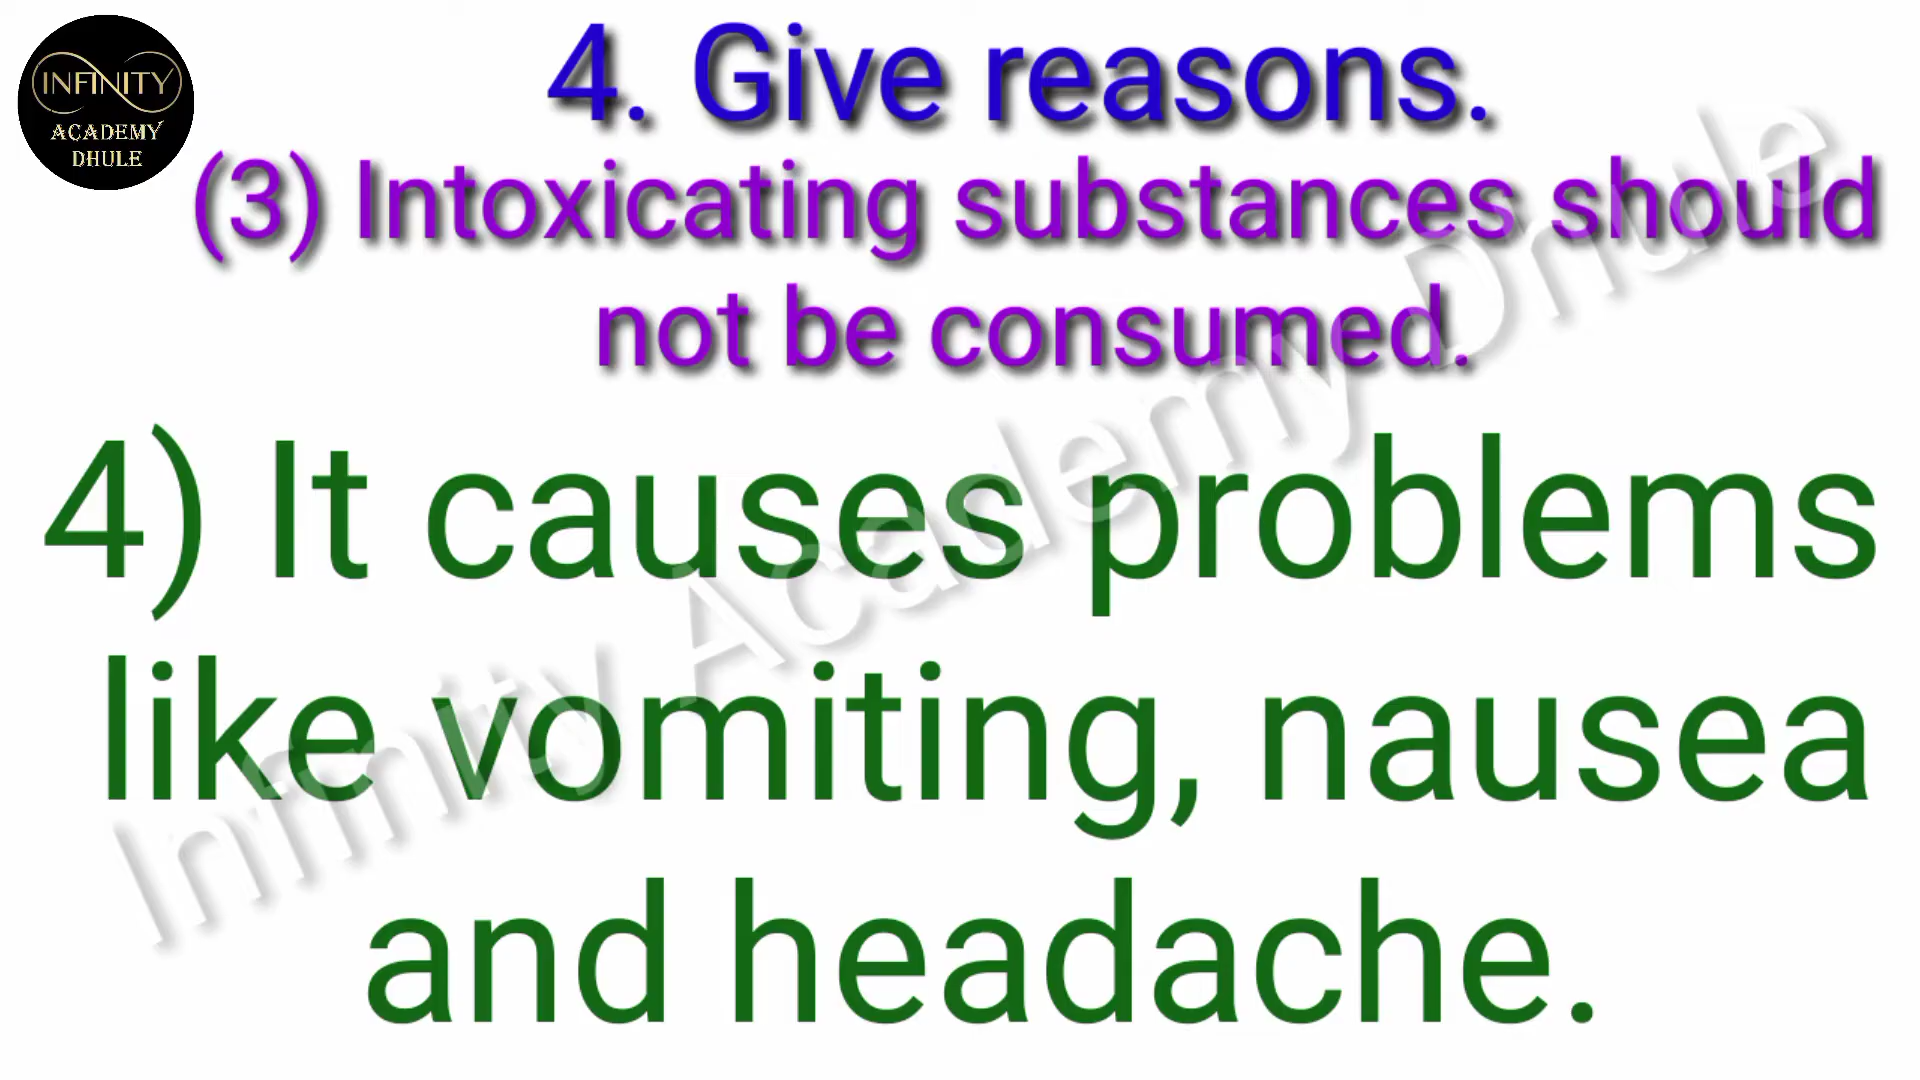 INFINITY
ACADEMY
DHULE
4. Give reasons.
(3) Intoxicating substances should
not be consumed.
4) It causes problems
like vomiting, nausea
and headache.
Infinity Academy Dhule